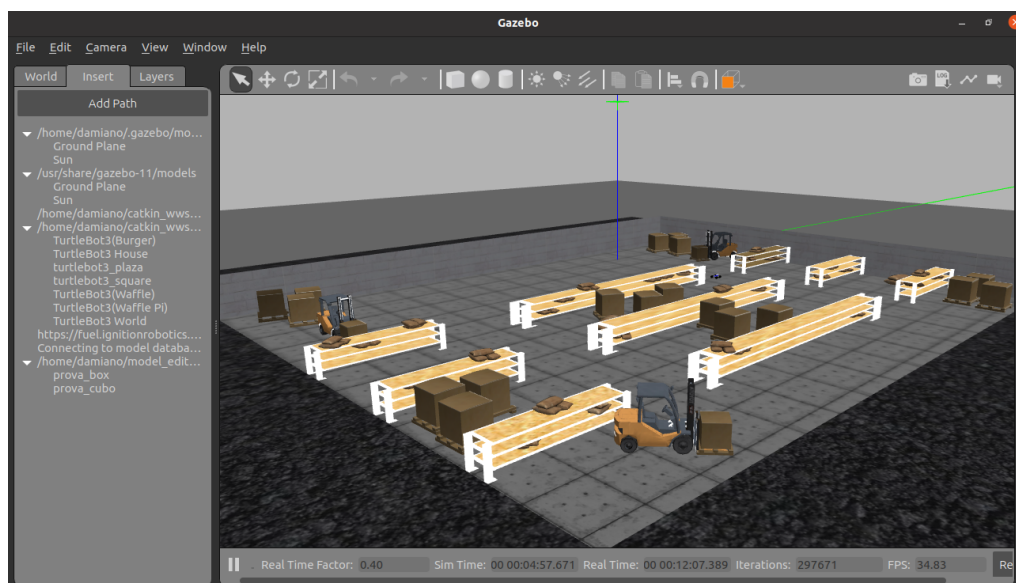 Gazebo
File Edit Camera View Window Help
World Insert Layers
Add Path
/home/damiano/.gazebo/mo...
Ground Plane
Sun
/usr/share/gazebo-11/models
Ground Plane
Sun
/home/damiano/catkin_wws...
/home/damiano/catkin_wws...
TurtleBot3(Burger)
TurtleBot3 House
turtlebot3_plaza
turtlebot3_square
TurtleBot3(Waffle)
TurtleBot3(Waffle Pi)
TurtleBot3 World
https://fuel.ignitionrobotics....
Connecting to model databa...
/home/damiano/model_edit...
prova_box
prova_cubo
LOG
Real Time Factor: 0.40 Sim Time: 00 00:04:57.671 Real Time: 00 00:12:07.389 Iterations: 297671 FPS: 34.83 Re